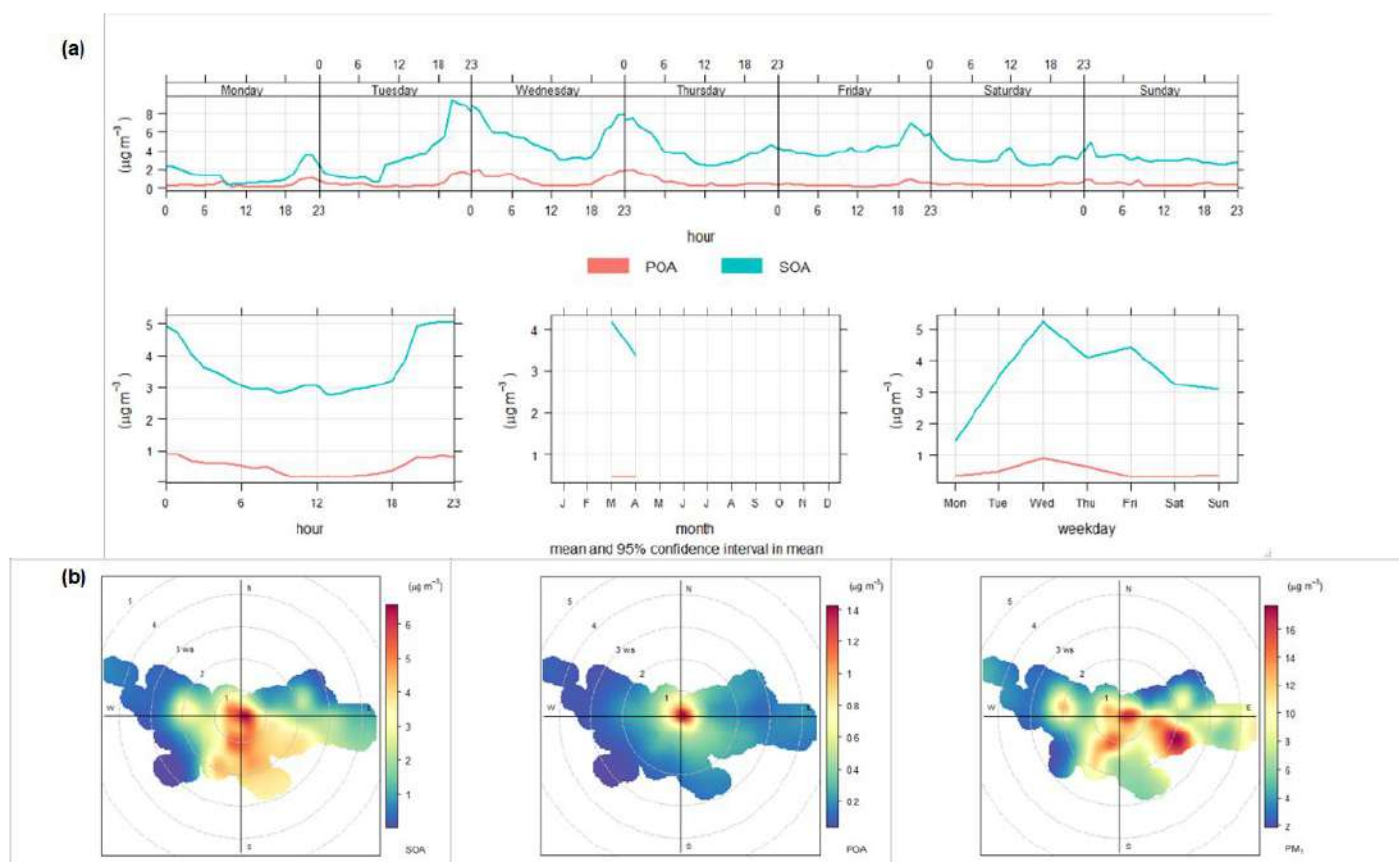 (a)
0 6 12 18 23 0 6 12 18 23 0 6 12 18 23
Monday Tuesday Wednesday Thursday Friday Saturday Sunday
8
6
4
2
0
(µg m⁻³)
0 6 12 18 23 0 6 12 18 23 0 6 12 18 23 0 6 12 18 23
hour
POA SOA
5
4
3
2
1
(µg m⁻³)
0 6 12 18 23
hour
4
3
2
1
(µg m⁻³)
J F M A M J J A S O N D
month
5
4
3
2
1
(µg m⁻³)
Mon Tue Wed Thu Fri Sat Sun
weekday
mean and 95% confidence interval in mean
(b)
(µg m⁻³)
5
4
3 ws
2
1
W
E
6
5
4
3
2
1
SOA
(µg m⁻³)
N
5
4
3 ws
2
1
W
E
S
1.4
1.2
1
0.8
0.6
0.4
0.2
POA
(µg m⁻³)
N
5
4
3 ws
2
1
W
E
S
16
14
12
10
8
6
4
2
PM₁